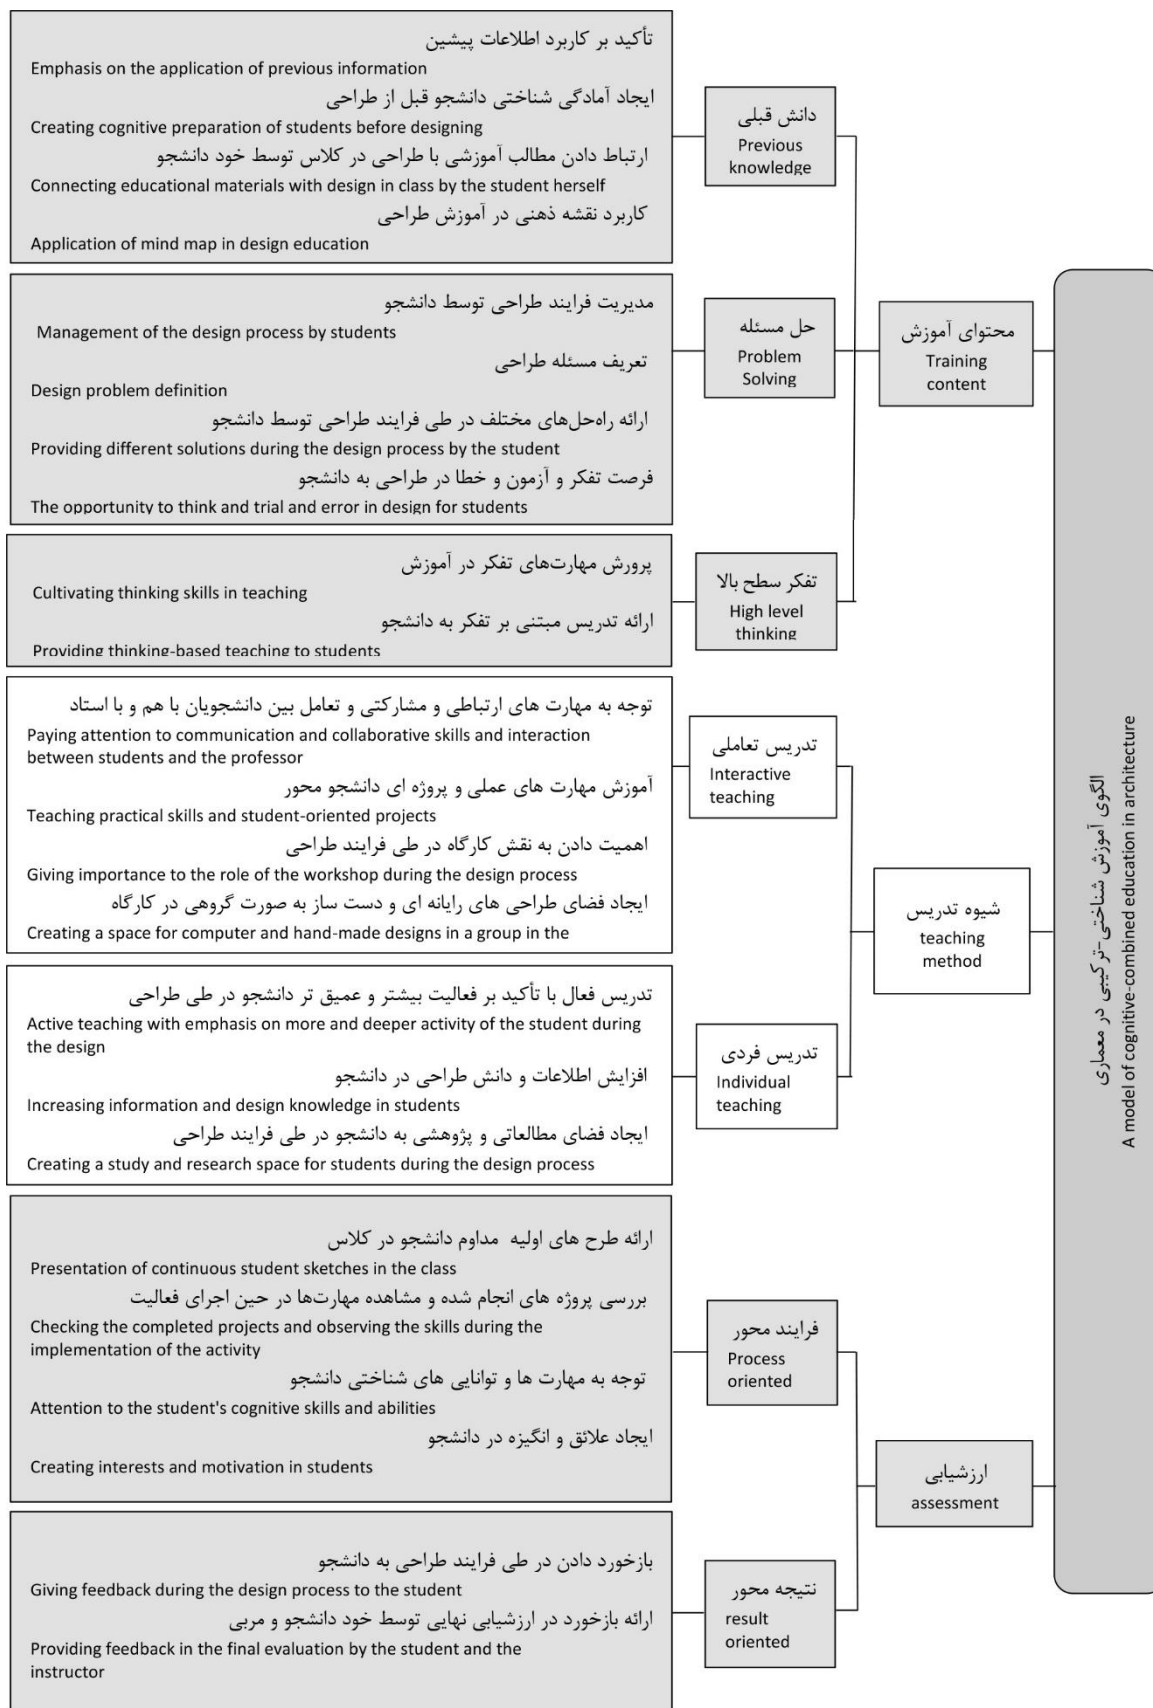 تأکید بر کاربرد اطلاعات پیشین
Emphasis on the application of previous information
ایجاد آمادگی شناختی دانشجو قبل از طراحی
Creating cognitive preparation of students before designing
ارتباط دادن مطالب آموزشی با طراحی در کلاس توسط خود دانشجو
Connecting educational materials with design in class by the student herself
کاربرد نقشه ذهنی در آموزش طراحی
Application of mind map in design education
دانش قبلی
Previous
knowledge
مدیریت فرایند طراحی توسط دانشجو
Management of the design process by students
تعریف مسئله طراحی
Design problem definition
ارائه راه‌حل‌های مختلف در طی فرایند طراحی توسط دانشجو
Providing different solutions during the design process by the student
فرصت تفکر و آزمون و خطا در طراحی به دانشجو
The opportunity to think and trial and error in design for students
حل مسئله
Problem
Solving
محتوای آموزش
Training
content
پرورش مهارت‌های تفکر در آموزش
Cultivating thinking skills in teaching
ارائه تدریس مبتنی بر تفکر به دانشجو
Providing thinking-based teaching to students
تفکر سطح بالا
High level
thinking
توجه به مهارت های ارتباطی و مشارکتی و تعامل بین دانشجویان با هم و با استاد
Paying attention to communication and collaborative skills and interaction
between students and the professor
آموزش مهارت های عملی و پروژه ای دانشجو محور
Teaching practical skills and student-oriented projects
اهمیت دادن به نقش کارگاه در طی فرایند طراحی
Giving importance to the role of the workshop during the design process
ایجاد فضای طراحی های رایانه ای و دست ساز به صورت گروهی در کارگاه
Creating a space for computer and hand-made designs in a group in the
تدریس تعاملی
Interactive
teaching
شیوه تدریس
teaching
method
تدریس فعال با تأکید بر فعالیت بیشتر و عمیق تر دانشجو در طی طراحی
Active teaching with emphasis on more and deeper activity of the student during
the design
افزایش اطلاعات و دانش طراحی در دانشجو
Increasing information and design knowledge in students
ایجاد فضای مطالعاتی و پژوهشی به دانشجو در طی فرایند طراحی
Creating a study and research space for students during the design process
تدریس فردی
Individual
teaching
ارائه طرح های اولیه مداوم دانشجو در کلاس
Presentation of continuous student sketches in the class
بررسی پروژه های انجام شده و مشاهده مهارت‌ها در حین اجرای فعالیت
Checking the completed projects and observing the skills during the
implementation of the activity
توجه به مهارت ها و توانایی های شناختی دانشجو
Attention to the student's cognitive skills and abilities
ایجاد علائق و انگیزه در دانشجو
Creating interests and motivation in students
فرایند محور
Process
oriented
ارزشیابی
assessment
بازخورد دادن در طی فرایند طراحی به دانشجو
Giving feedback during the design process to the student
ارائه بازخورد در ارزشیابی نهایی توسط خود دانشجو و مربی
Providing feedback in the final evaluation by the student and the
instructor
نتیجه محور
result
oriented
الگوی آموزش شناختی-ترکیبی در معماری
A model of cognitive-combined education in architecture